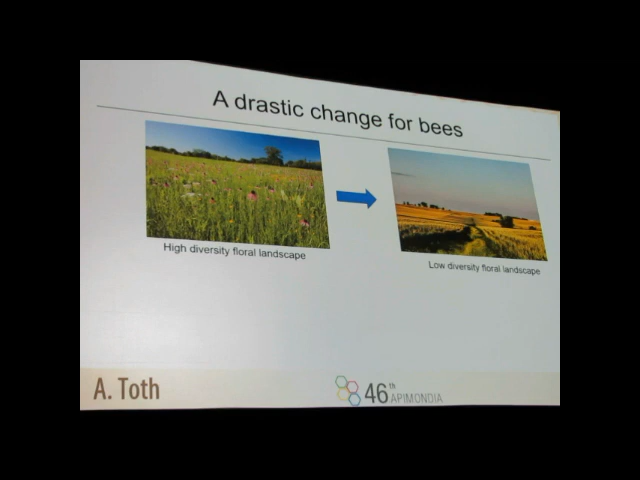 A drastic change for bees
High diversity floral landscape
Low diversity floral landscape
A. Toth
46th APIMONDIA